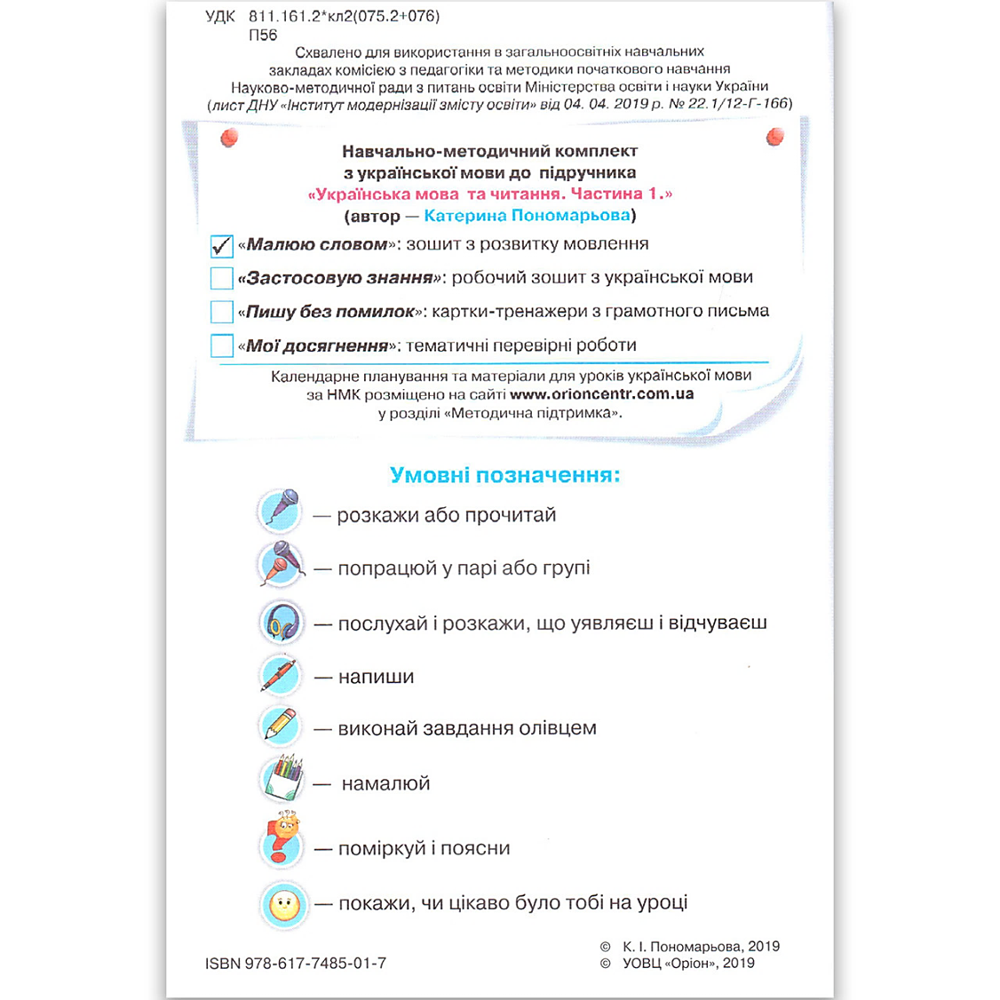 УДК 811.161.2*кл2(075.2+076)
П56
Схвалено для використання в загальноосвітніх навчальних
закладах комісією з педагогіки та методики початкового навчання
Науково-методичної ради з питань освіти Міністерства освіти і науки України
(лист ДНУ «Інститут модернізації змісту освіти» від 04. 04. 2019 р. № 22.1/12-Г-166)
Навчально-методичний комплект
з української мови до підручника
«Українська мова та читання. Частина 1.»
(автор — Катерина Пономарьова)
«Малюю словом»: зошит з розвитку мовлення
«Застосовую знання»: робочий зошит з української мови
«Пишу без помилок»: картки-тренажери з грамотного письма
«Мої досягнення»: тематичні перевірні роботи
Календарне планування та матеріали для уроків української мови
за НМК розміщено на сайті www.orioncentr.com.ua
у розділі «Методична підтримка».
Умовні позначення:
— розкажи або прочитай
— попрацюй у парі або групі
— послухай і розкажи, що уявляєш і відчуваєш
— напиши
— виконай завдання олівцем
— намалюй
— поміркуй і поясни
— покажи, чи цікаво було тобі на уроці
© К. І. Пономарьова, 2019
ISBN 978-617-7485-01-7 © УОВЦ «Оріон», 2019